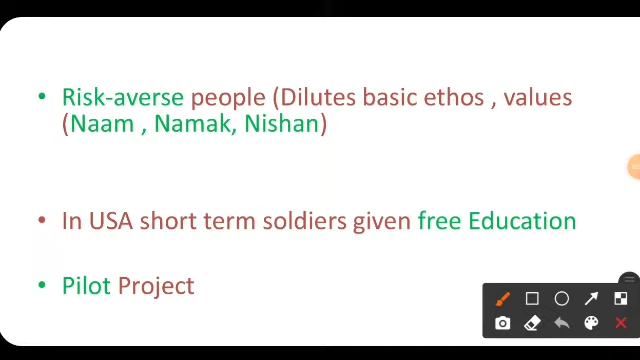 • Risk-averse people (Dilutes basic ethos , values
(Naam , Namak, Nishan)
• In USA short term soldiers given free Education
• Pilot Project